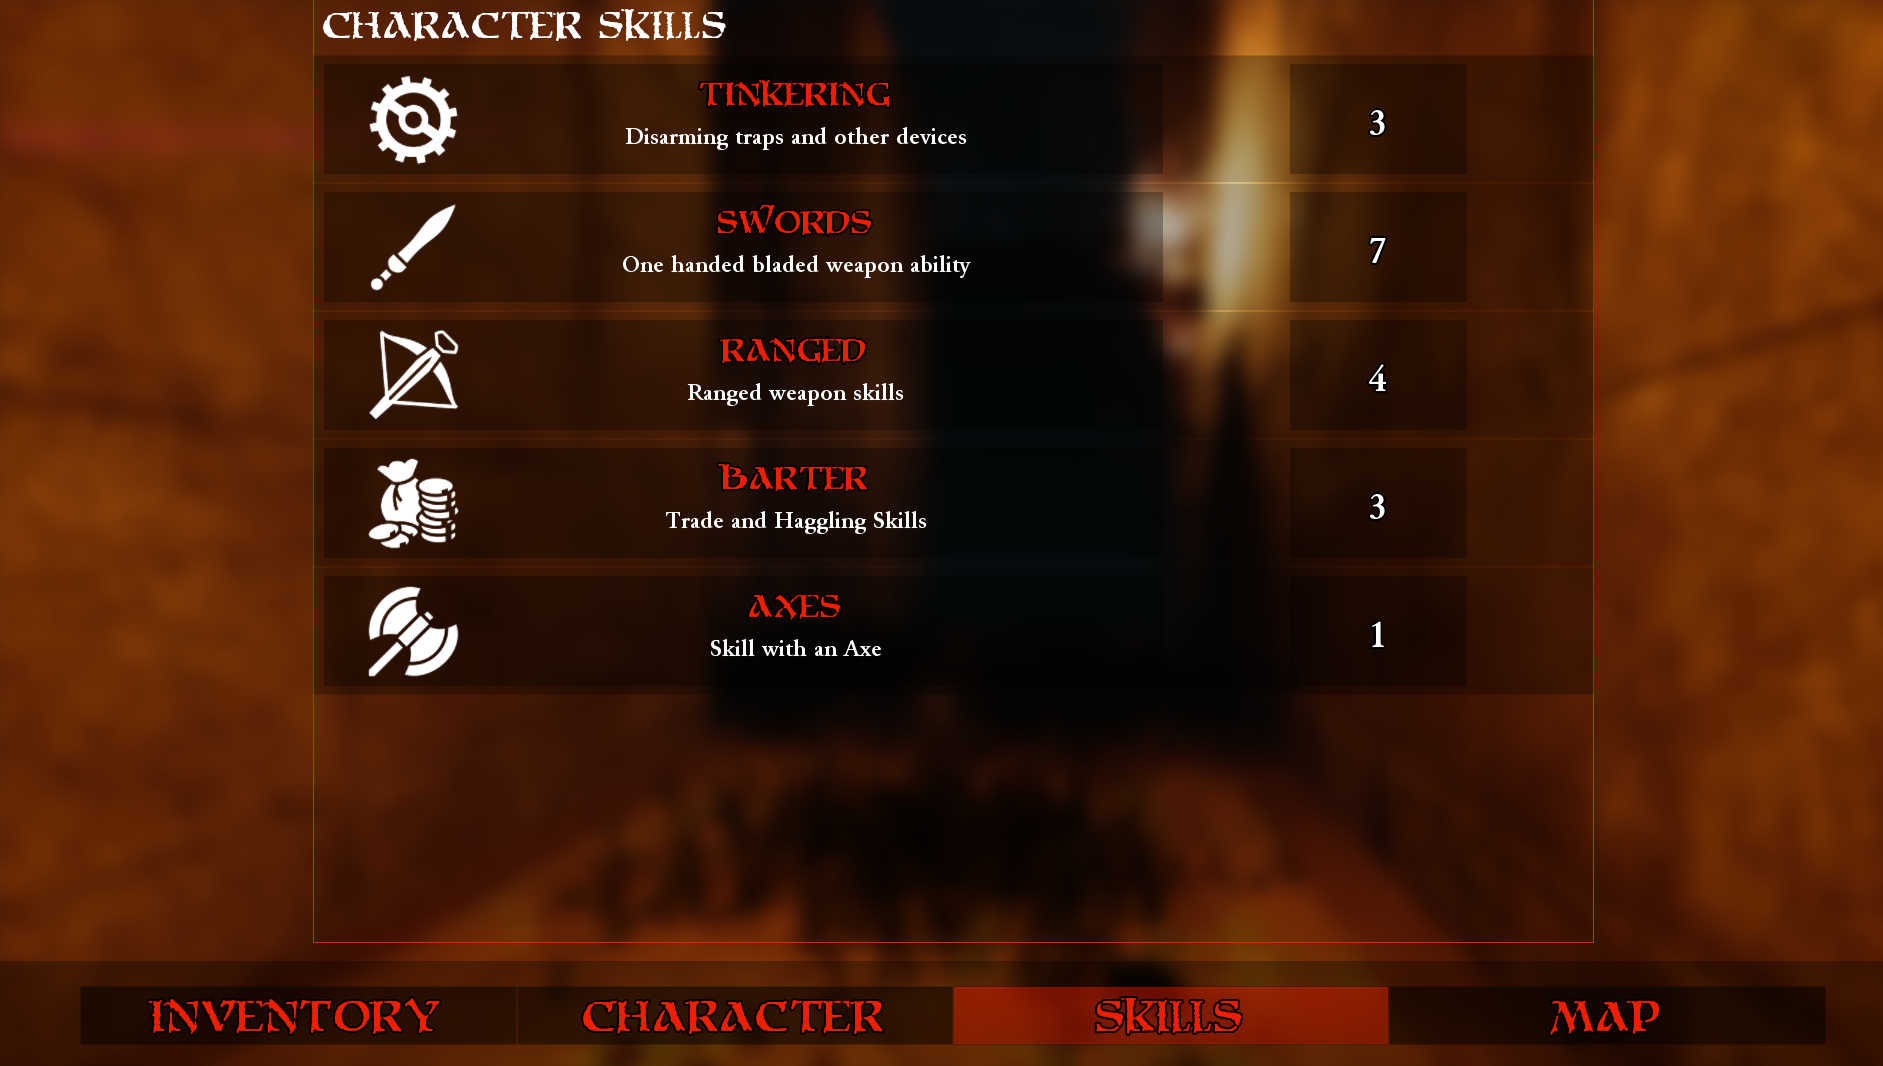 CHARACTER SKILLS
TINKERING
Disarming traps and other devices
3
SWORDS
One handed bladed weapon ability
7
RANGED
Ranged weapon skills
4
BARTER
Trade and Haggling Skills
3
AXES
Skill with an Axe
1
INVENTORY CHARACTER SKILLS MAP